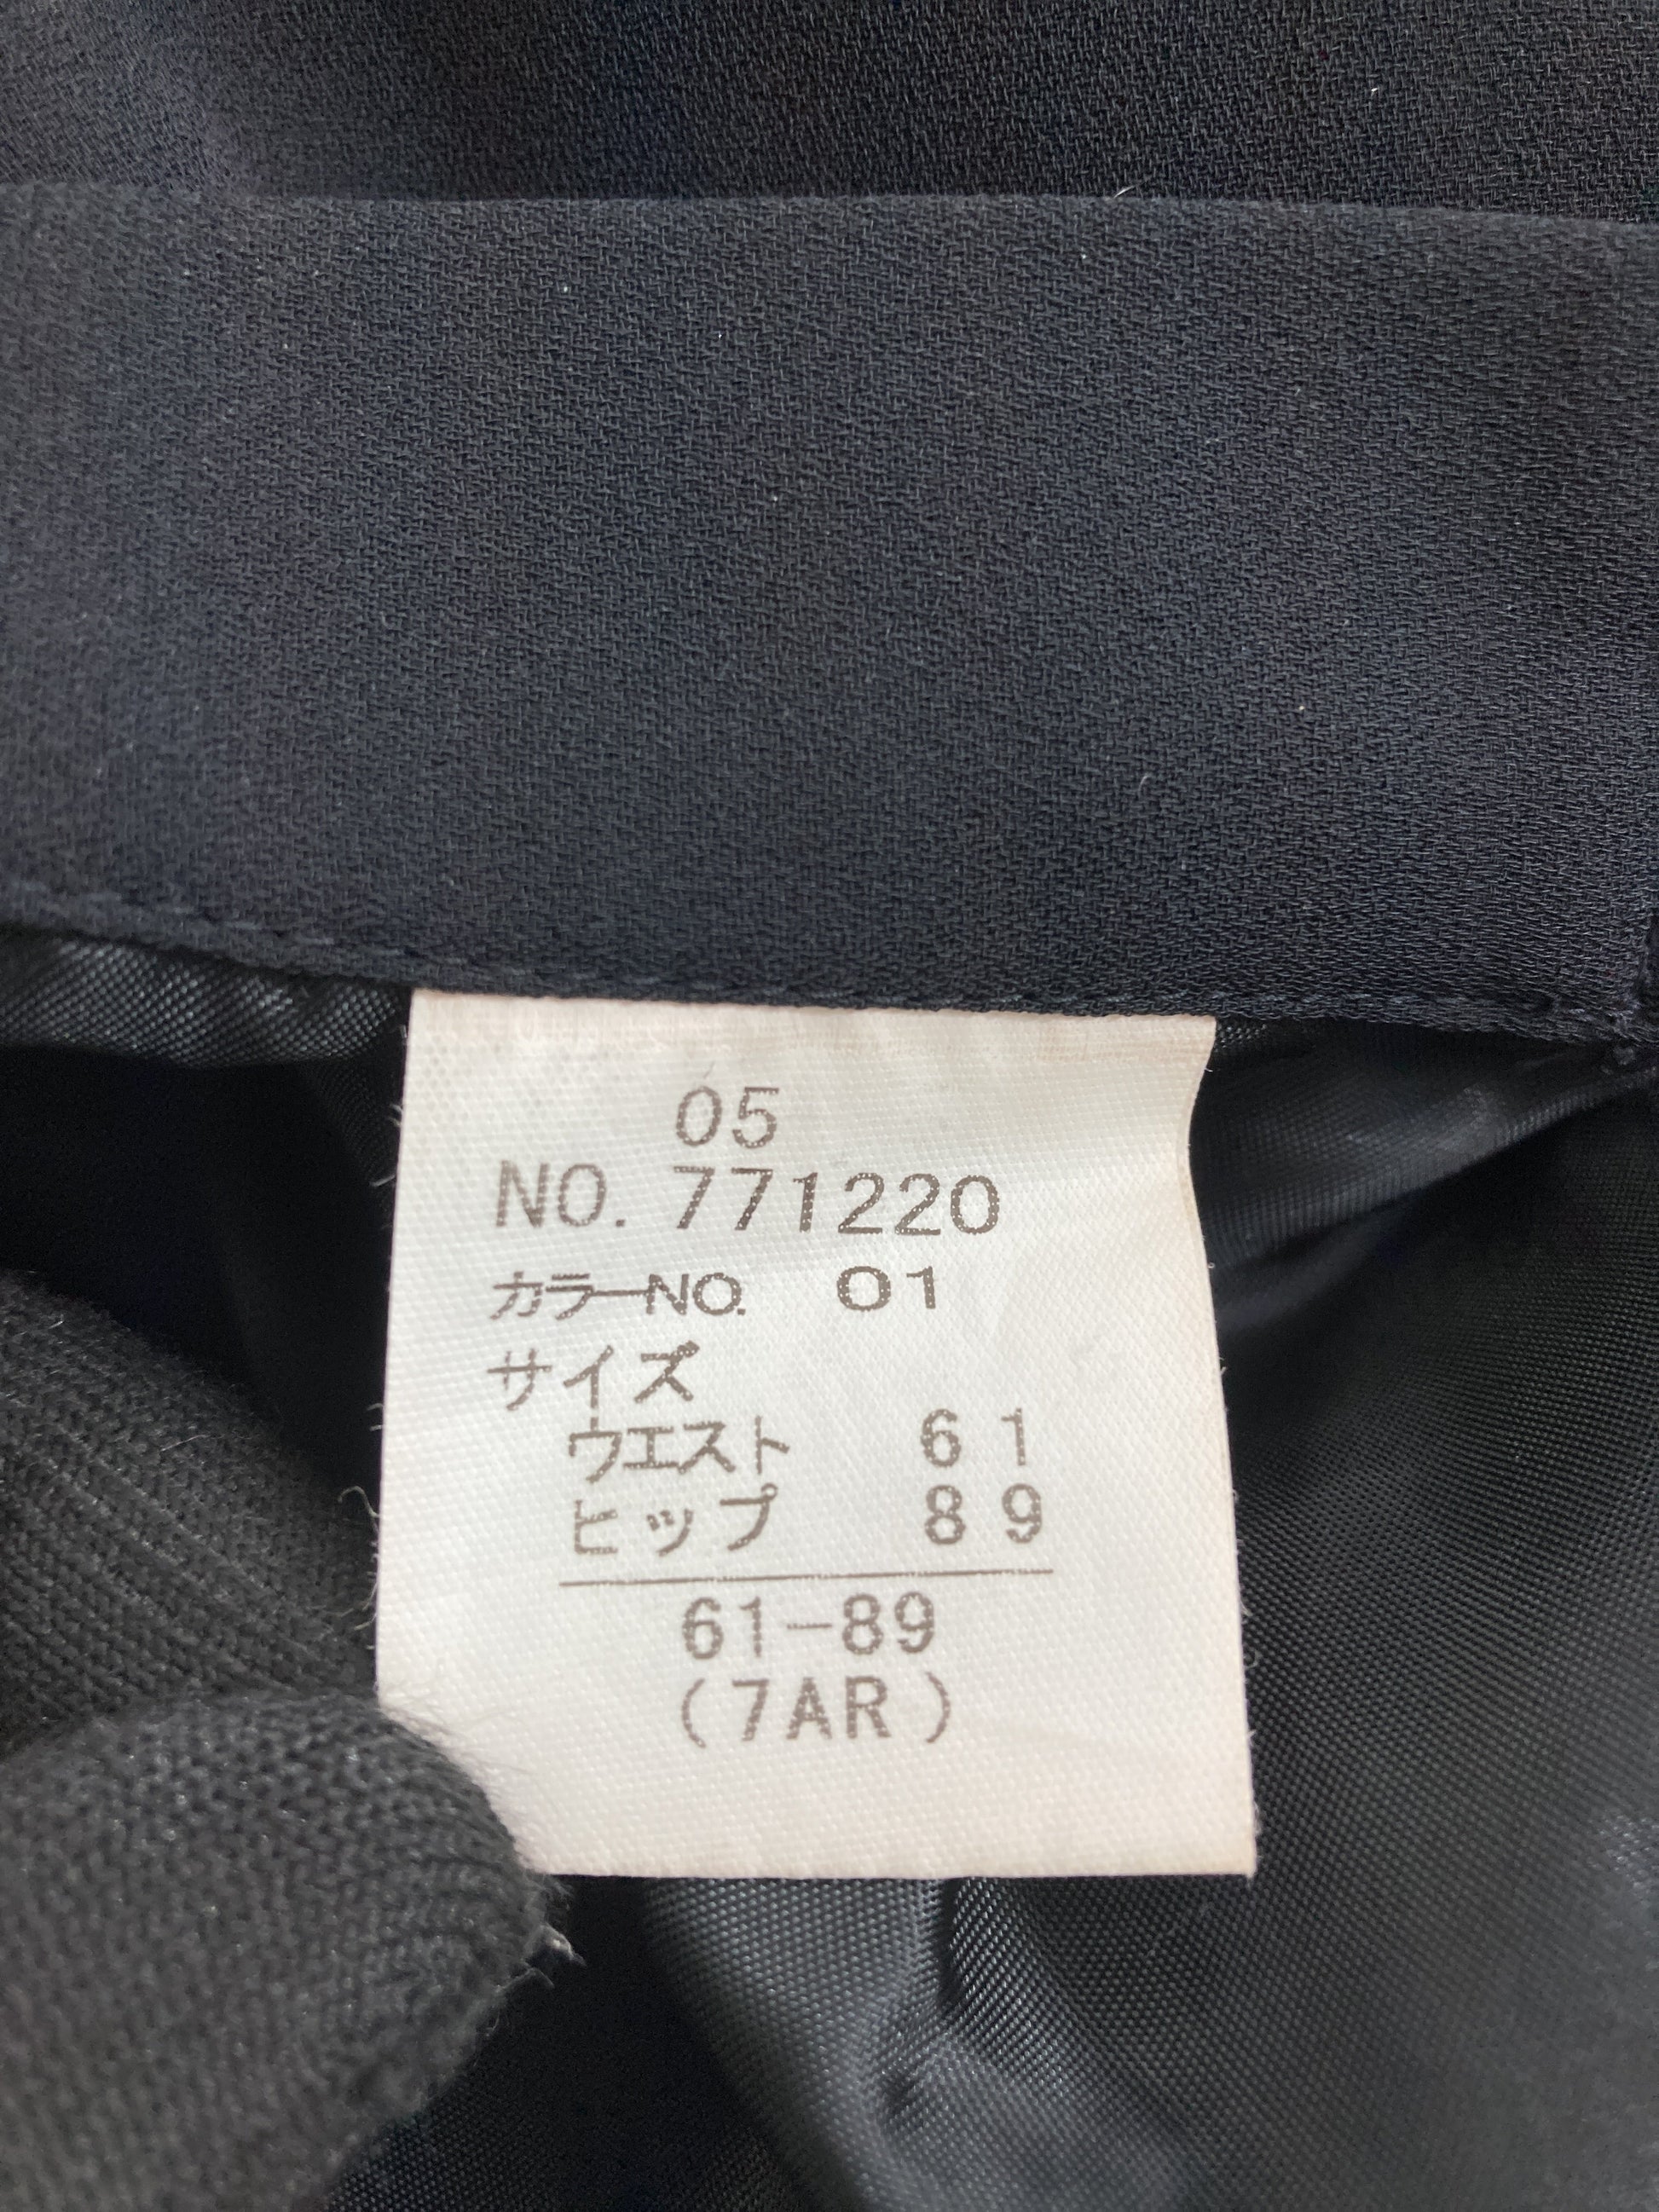 05
NO. 771220
カラーNO. 01
サイズ
ウエスト 61
ヒップ 89
61-89
(7AR)